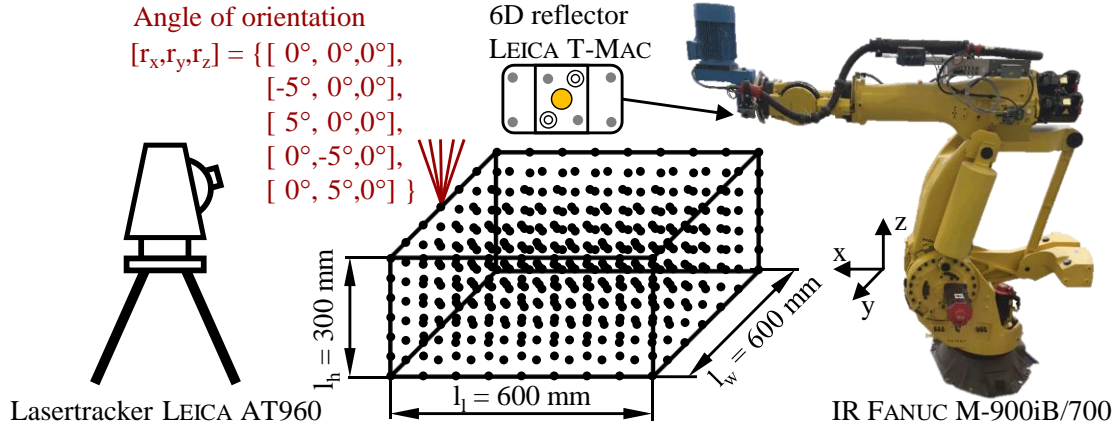 Angle of orientation
[rx,ry,rz] = {[ 0°, 0°,0°],
[-5°, 0°,0°],
[ 5°, 0°,0°],
[ 0°,-5°,0°],
[ 0°, 5°,0°] }
6D reflector
LEICA T-MAC
z
x
y
lh = 300 mm
lw = 600 mm
ll = 600 mm
Lasertracker LEICA AT960
IR FANUC M-900iB/700